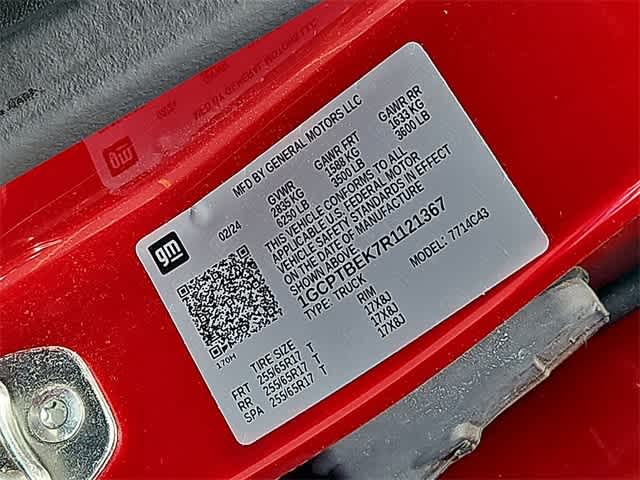 gm
02/24
MFD BY GENERAL MOTORS LLC
GVWR GAWR FRT GAWR RR
2835 KG 1588 KG 1633 KG
6250 LB 3500 LB 3600 LB
THIS VEHICLE CONFORMS TO ALL
APPLICABLE U.S. FEDERAL MOTOR
VEHICLE SAFETY STANDARDS IN EFFECT
ON THE DATE OF MANUFACTURE
SHOWN ABOVE.
1GCPTBEK7R1121367
TYPE: TRUCK MODEL: 7714C43
170H
TIRE SIZE RIM
FRT 255/65R17 T 17X8J
RR 255/65R17 T 17X8J
SPA 255/65R17 T 17X8J